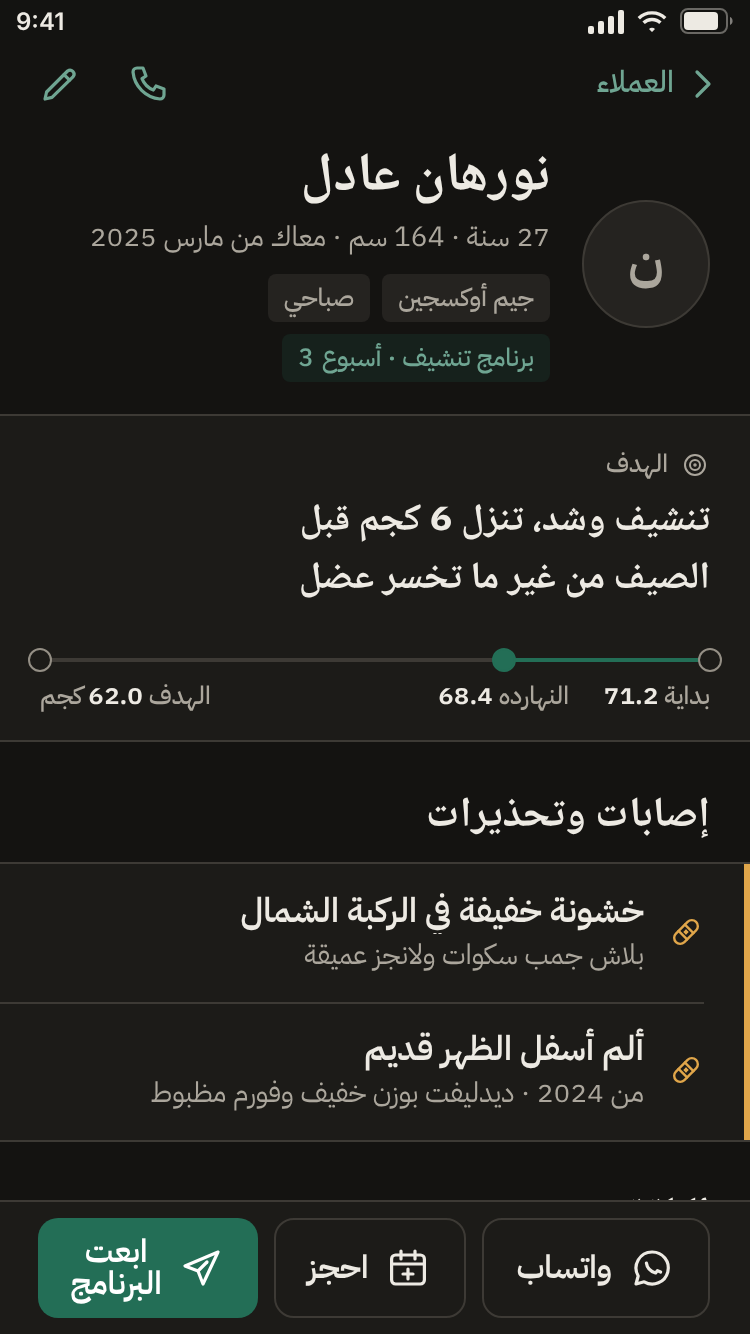 9:41
العملاء
نورهان عادل
27 سنة · 164 سم · معاك من مارس 2025
ن
جيم أوكسجين
صباحي
برنامج تنشيف · أسبوع 3
الهدف
تنشيف وشد، تنزل 6 كجم قبل
الصيف من غير ما تخسر عضل
بداية 71.2
النهارده 68.4
الهدف 62.0 كجم
إصابات وتحذيرات
خشونة خفيفة في الركبة الشمال
بلاش جمب سكوات ولانجز عميقة
ألم أسفل الظهر قديم
من 2024 · ديدليفت بوزن خفيف وفورم مظبوط
واتساب
احجز
ابعت
البرنامج